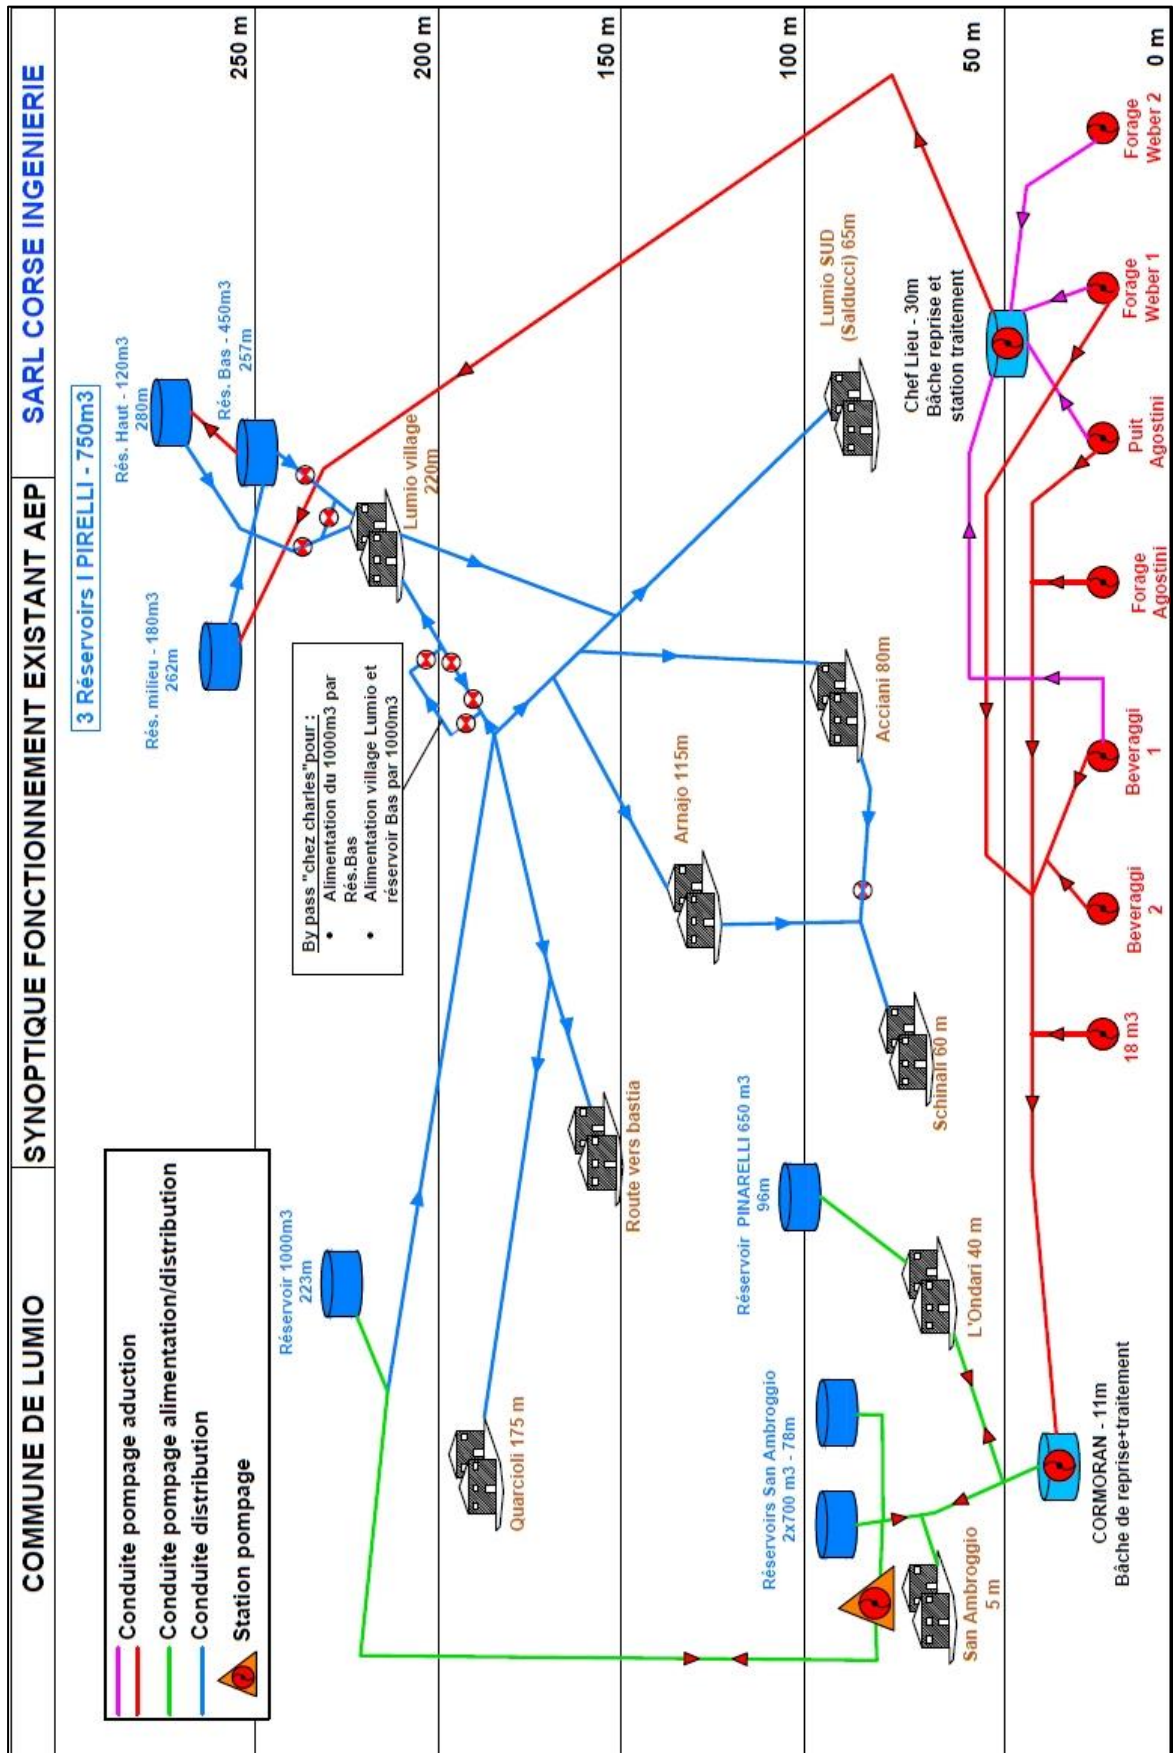 COMMUNE DE LUMIO
SYNOPTIQUE FONCTIONNEMENT EXISTANT AEP
SARL CORSE INGENIERIE
Conduite pompage aduction
Conduite pompage alimentation/distribution
Conduite distribution
Station pompage
3 Réservoirs I PIRELLI - 750m3
Rés. milieu - 180m3
262m
Rés. Haut - 120m3
280m
Rés. Bas - 450m3
257m
250 m
Réservoir 1000m3
223m
By pass "chez charles"pour :
• Alimentation du 1000m3 par
Rés.Bas
• Alimentation village Lumio et
réservoir Bas par 1000m3
Lumio village
220m
200 m
Quarcioli 175 m
Route vers bastia
150 m
Arnajo 115m
Réservoirs San Ambroggio
2x700 m3 - 78m
Réservoir PINARELLI 650 m3
96m
Acciani 80m
Lumio SUD
(Salducci) 65m
100 m
San Ambroggio
5 m
L'Ondari 40 m
Schinali 60 m
Chef Lieu - 30m
Bâche reprise et
station traitement
50 m
CORMORAN - 11m
Bâche de reprise+traitement
18 m3
Beveraggi
2
Beveraggi
1
Forage
Agostini
Puit
Agostini
Forage
Weber 1
Forage
Weber 2
0 m